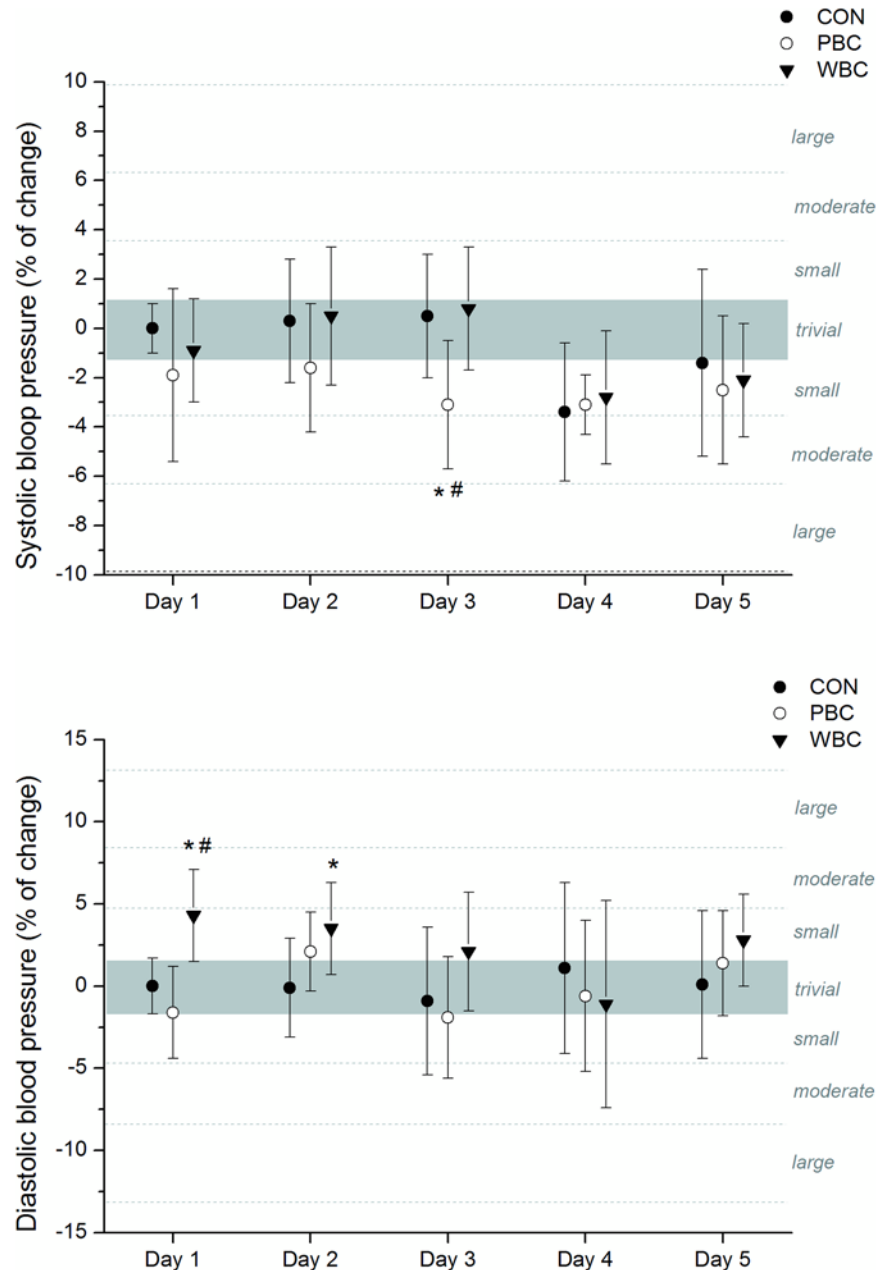 CON
PBC
WBC
Systolic bloop pressure (% of change)
10
8
6
4
2
0
-2
-4
-6
-8
-10
large
moderate
small
trivial
small
moderate
large
* #
Day 1 Day 2 Day 3 Day 4 Day 5
CON
PBC
WBC
Diastolic blood pressure (% of change)
15
10
5
0
-5
-10
-15
large
moderate
small
trivial
small
moderate
large
* #
*
Day 1 Day 2 Day 3 Day 4 Day 5